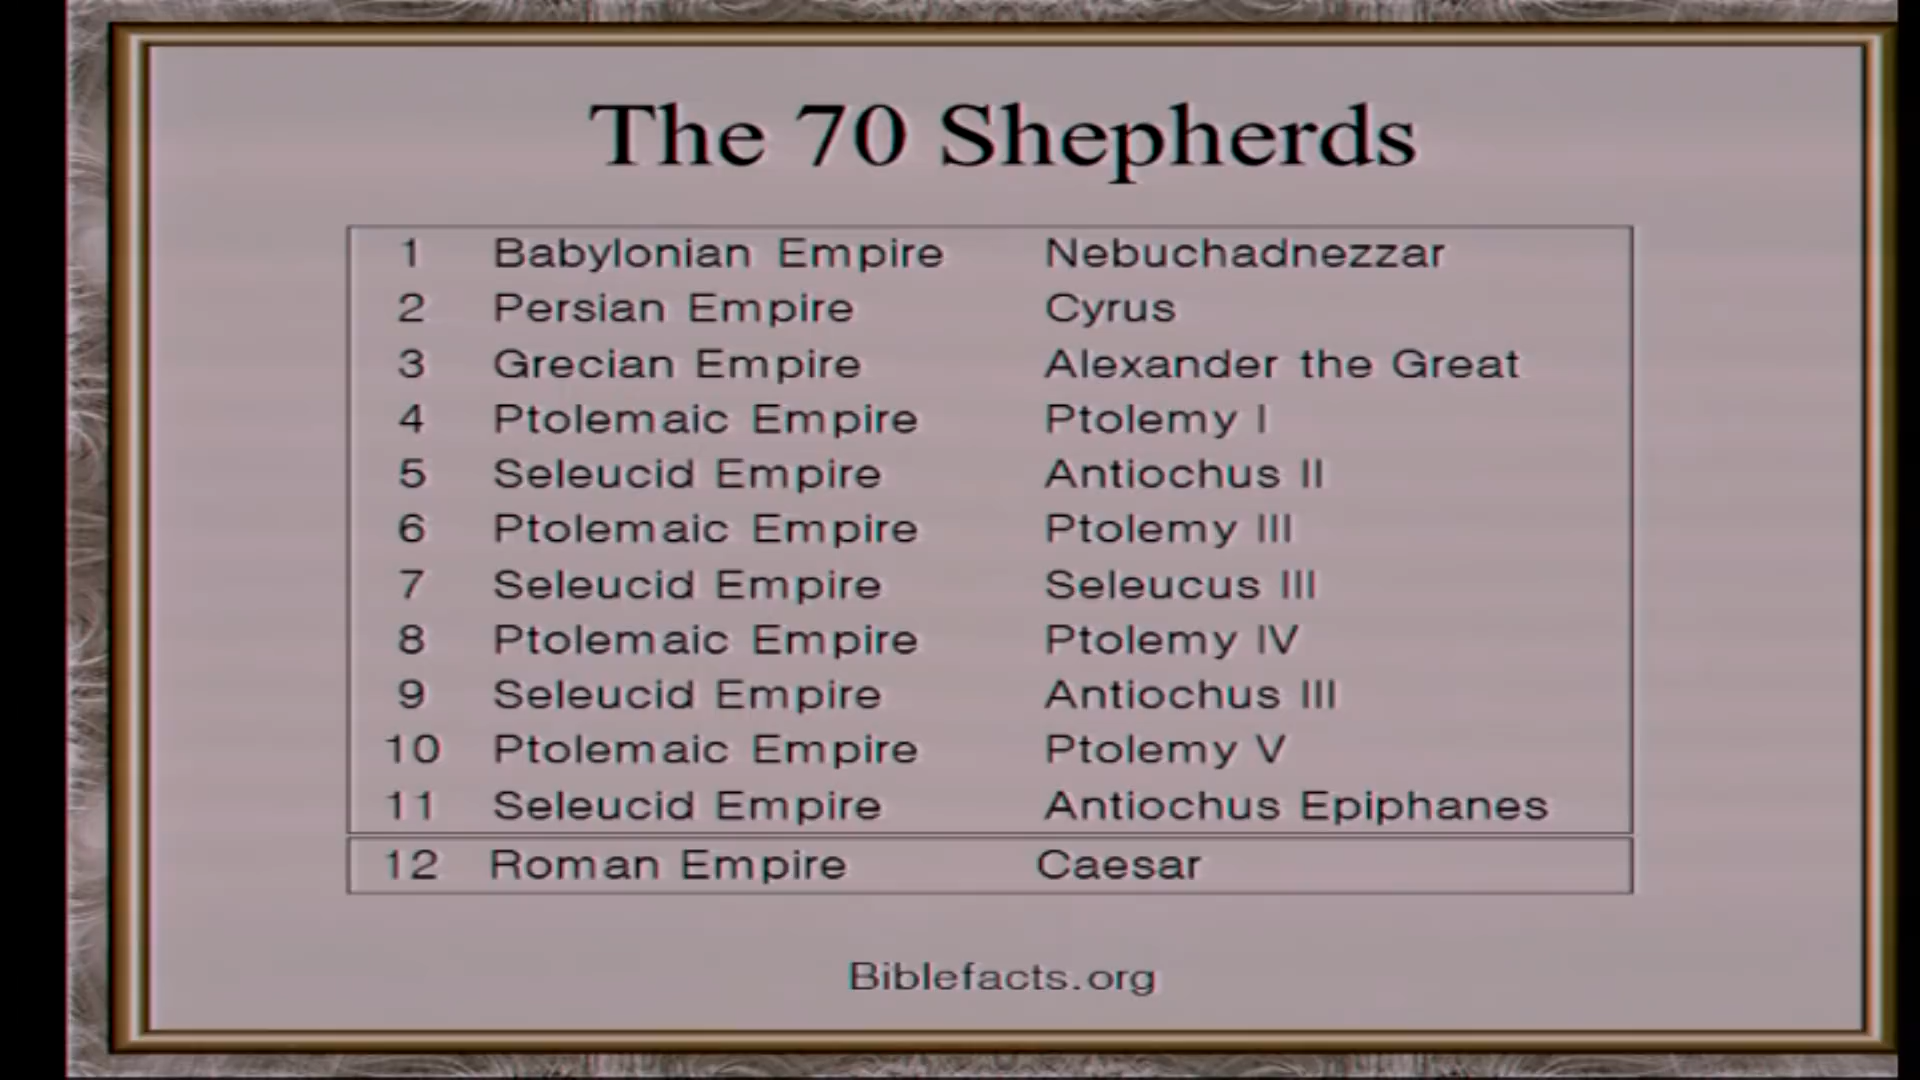 The 70 Shepherds
1 Babylonian Empire Nebuchadnezzar
2 Persian Empire Cyrus
3 Grecian Empire Alexander the Great
4 Ptolemaic Empire Ptolemy I
5 Seleucid Empire Antiochus II
6 Ptolemaic Empire Ptolemy III
7 Seleucid Empire Seleucus III
8 Ptolemaic Empire Ptolemy IV
9 Seleucid Empire Antiochus III
10 Ptolemaic Empire Ptolemy V
11 Seleucid Empire Antiochus Epiphanes
12 Roman Empire Caesar
Biblefacts.org